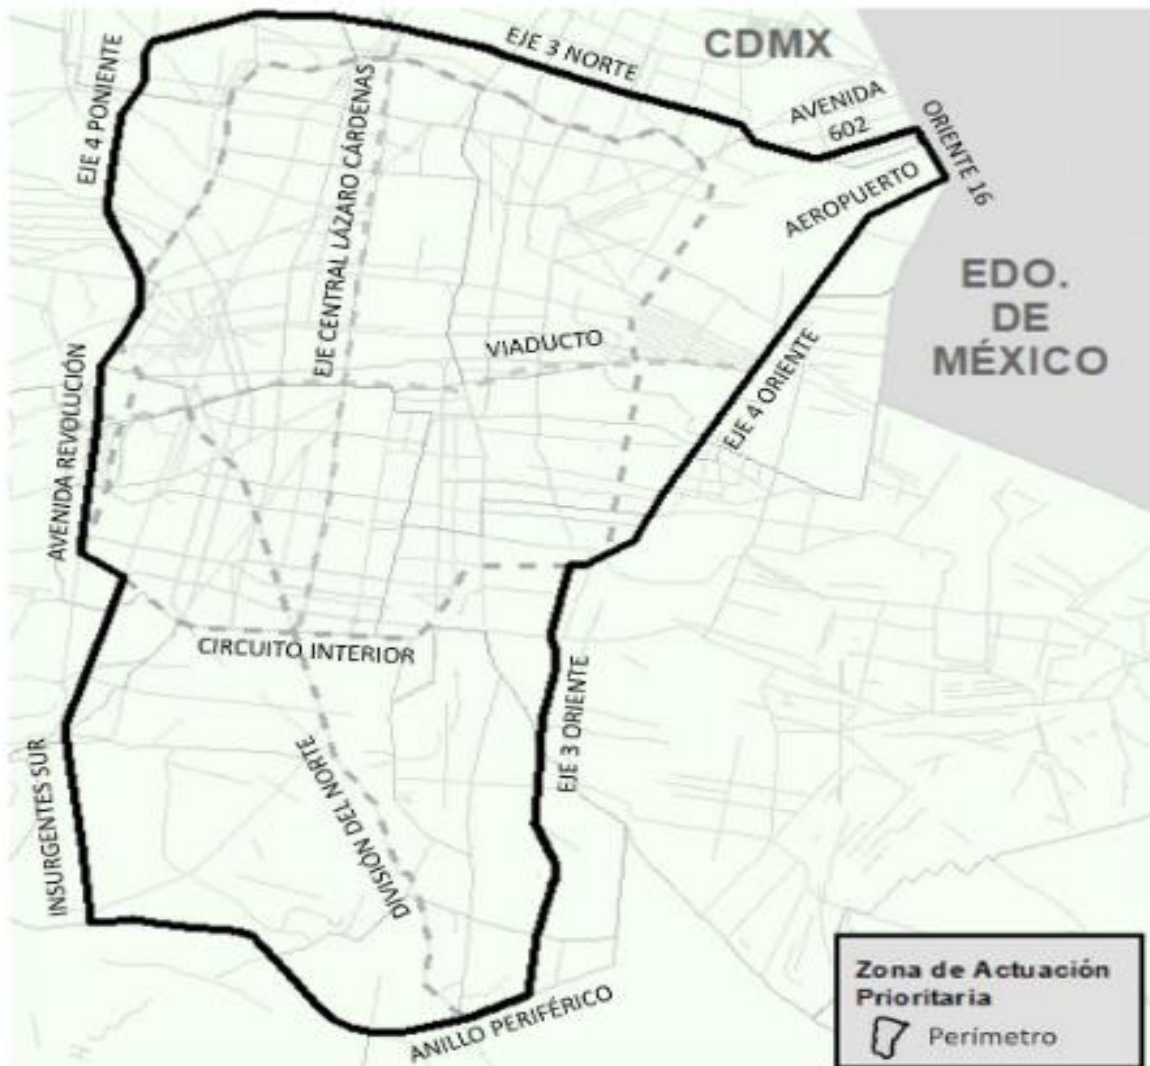 CDMX
EJE 3 NORTE
AVENIDA
602
ORIENTE 16
AEROPUERTO
EJE 4 PONIENTE
EJE CENTRAL LÁZARO CÁRDENAS
EDO.
DE
MÉXICO
VIADUCTO
EJE 4 ORIENTE
AVENIDA REVOLUCIÓN
CIRCUITO INTERIOR
EJE 3 ORIENTE
INSURGENTES SUR
DIVISIÓN DEL NORTE
ANILLO PERIFÉRICO
Zona de Actuación
Prioritaria
Perímetro